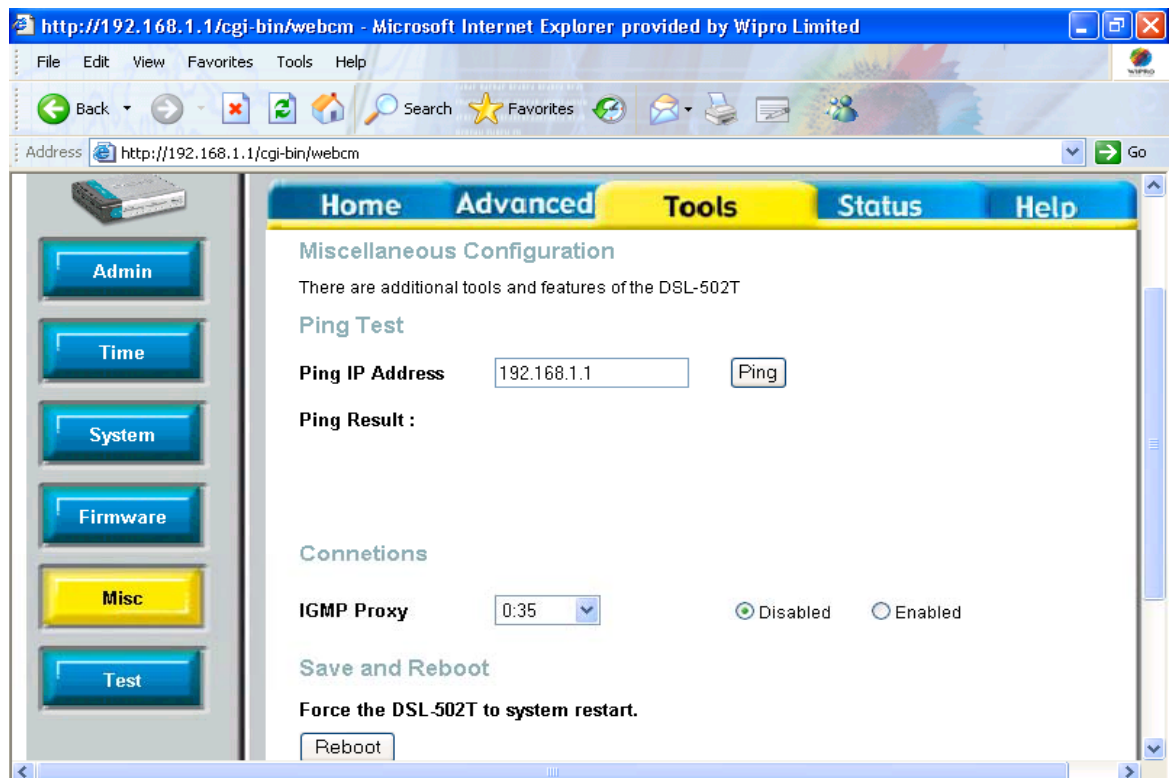 http://192.168.1.1/cgi-bin/webcm - Microsoft Internet Explorer provided by Wipro Limited
File Edit View Favorites Tools Help
WIPRO
Back Search Favorites
Address http://192.168.1.1/cgi-bin/webcm Go
Home Advanced Tools Status Help
Admin
Time
System
Firmware
Misc
Test
Miscellaneous Configuration
There are additional tools and features of the DSL-502T
Ping Test
Ping IP Address 192.168.1.1 Ping
Ping Result :
Connetions
IGMP Proxy 0:35 Disabled Enabled
Save and Reboot
Force the DSL-502T to system restart.
Reboot